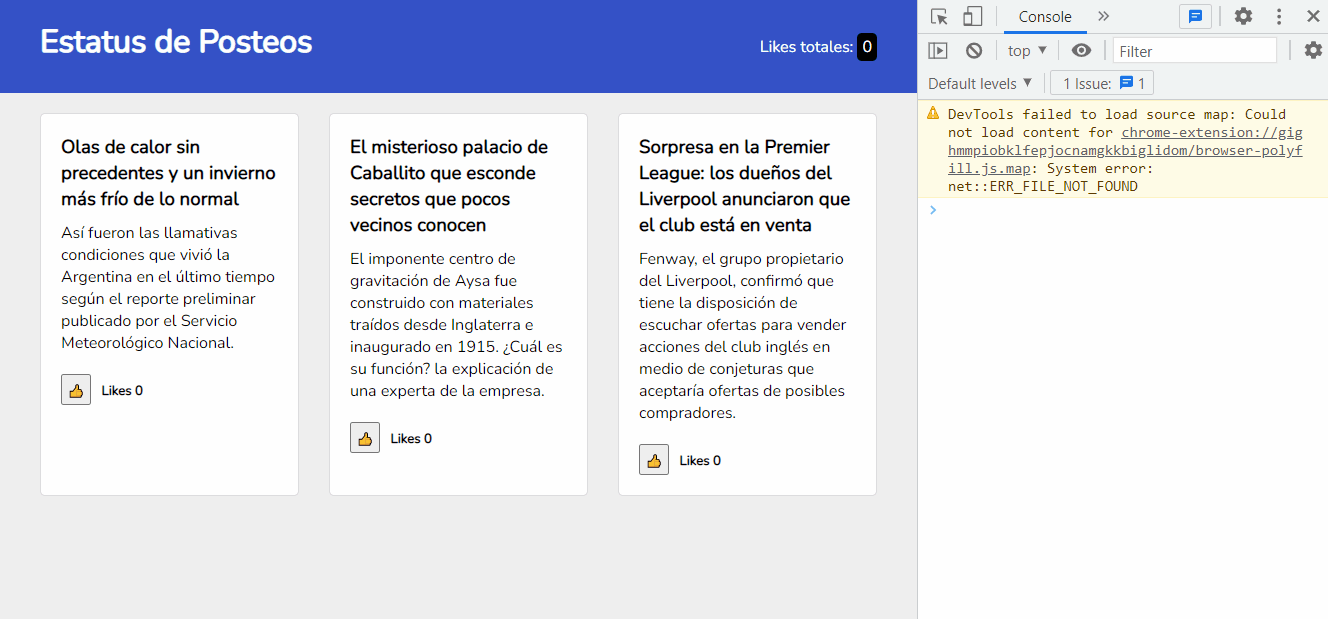 Estatus de Posteos
Likes totales: 0
Olas de calor sin
precedentes y un invierno
más frío de lo normal
Así fueron las llamativas
condiciones que vivió la
Argentina en el último tiempo
según el reporte preliminar
publicado por el Servicio
Meteorológico Nacional.
Likes 0
El misterioso palacio de
Caballito que esconde
secretos que pocos
vecinos conocen
El imponente centro de
gravitación de Aysa fue
construido con materiales
traídos desde Inglaterra e
inaugurado en 1915. ¿Cuál es
su función? la explicación de
una experta de la empresa.
Likes 0
Sorpresa en la Premier
League: los dueños del
Liverpool anunciaron que
el club está en venta
Fenway, el grupo propietario
del Liverpool, confirmó que
tiene la disposición de
escuchar ofertas para vender
acciones del club inglés en
medio de conjeturas que
aceptaría ofertas de posibles
compradores.
Likes 0
Console
top
Filter
Default levels
1 Issue: 1
DevTools failed to load source map: Could
not load content for chrome-extension://gig
hmmpiobklfepjocnamgkkbiglidom/browser-polyf
ill.js.map: System error:
net::ERR_FILE_NOT_FOUND